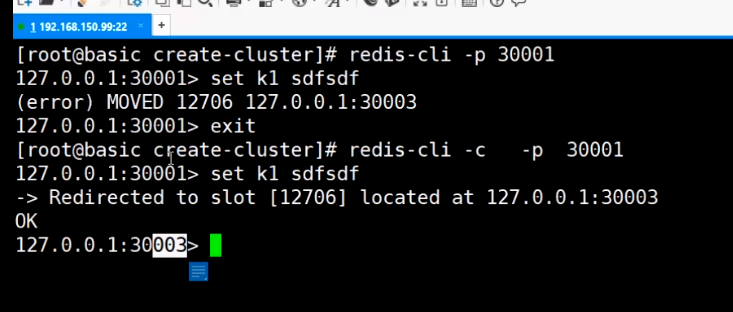 1 192.168.150.99:22
[root@basic create-cluster]# redis-cli -p 30001
127.0.0.1:30001> set k1 sdfsdf
(error) MOVED 12706 127.0.0.1:30003
127.0.0.1:30001> exit
[root@basic create-cluster]# redis-cli -c   -p  30001
127.0.0.1:30001> set k1 sdfsdf
-> Redirected to slot [12706] located at 127.0.0.1:30003
OK
127.0.0.1:30003>